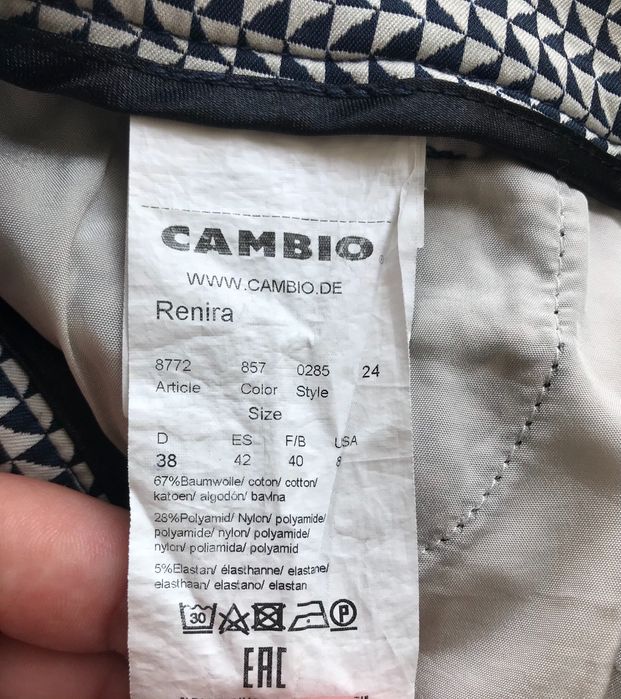 CAMBIO®
WWW.CAMBIO.DE
Renira
8772 857 0285 24
Article Color Style
Size
D ES F/B USA
38 42 40 8
67%Baumwolle/ coton/ cotton/
katoen/ algodón/ bavlna
28%Polyamid/ Nylon/ polyamide/
polyamide/ nylon/ polyamide/
nylon/ poliamida/ polyamid
5%Elastan/ élasthanne/ elastane/
elasthaan/ elastano/ elastan
30 P
EAC